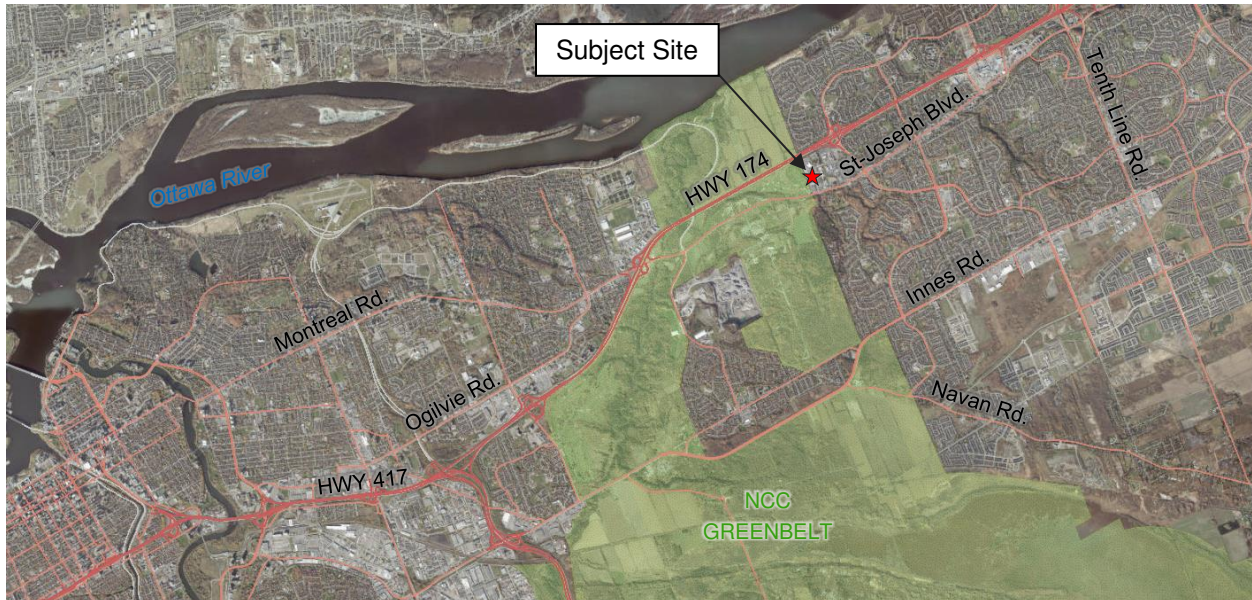 Subject Site
Tenth Line Rd.
St-Joseph Blvd.
HWY 174
Ottawa River
Innes Rd.
Montreal Rd.
Ogilvie Rd.
Navan Rd.
HWY 417
NCC
GREENBELT